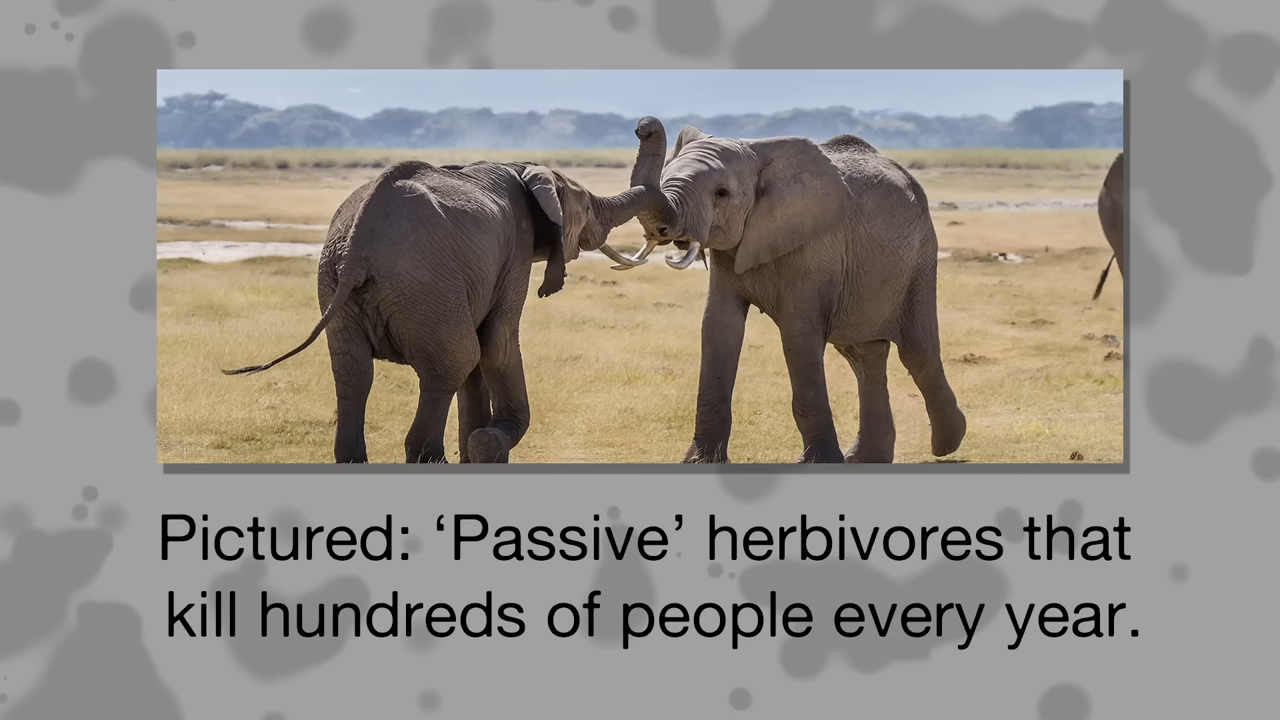 Pictured: ‘Passive’ herbivores that
kill hundreds of people every year.